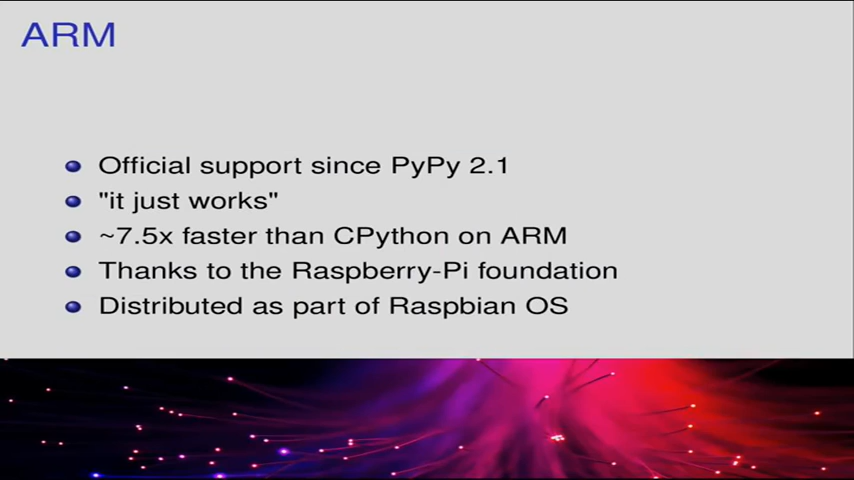 ARM
Official support since PyPy 2.1
"it just works"
~7.5x faster than CPython on ARM
Thanks to the Raspberry-Pi foundation
Distributed as part of Raspbian OS